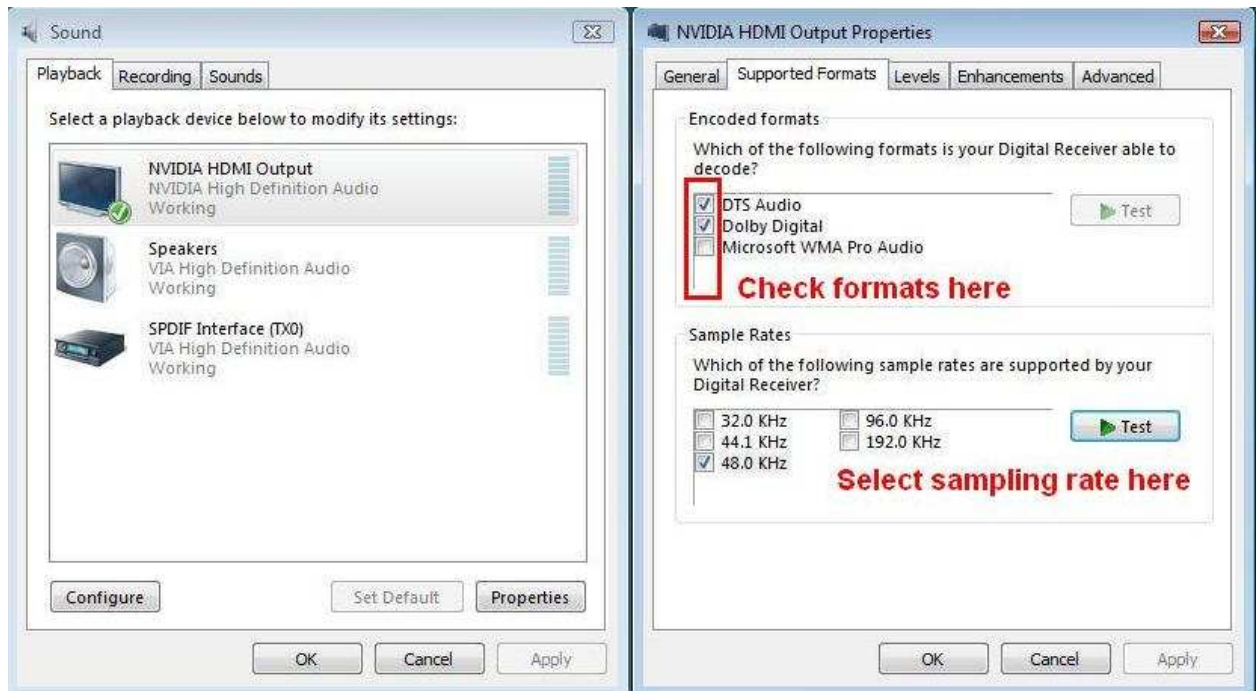 Sound
Playback Recording Sounds
Select a playback device below to modify its settings:
NVIDIA HDMI Output
NVIDIA High Definition Audio
Working
Speakers
VIA High Definition Audio
Working
SPDIF Interface (TX0)
VIA High Definition Audio
Working
Configure Set Default Properties
OK Cancel Apply
NVIDIA HDMI Output Properties
General Supported Formats Levels Enhancements Advanced
Encoded formats
Which of the following formats is your Digital Receiver able to
decode?
DTS Audio
Test
Dolby Digital
Microsoft WMA Pro Audio
Check formats here
Sample Rates
Which of the following sample rates are supported by your
Digital Receiver?
32.0 KHz 96.0 KHz
Test
44.1 KHz 192.0 KHz
48.0 KHz
Select sampling rate here
OK Cancel Apply